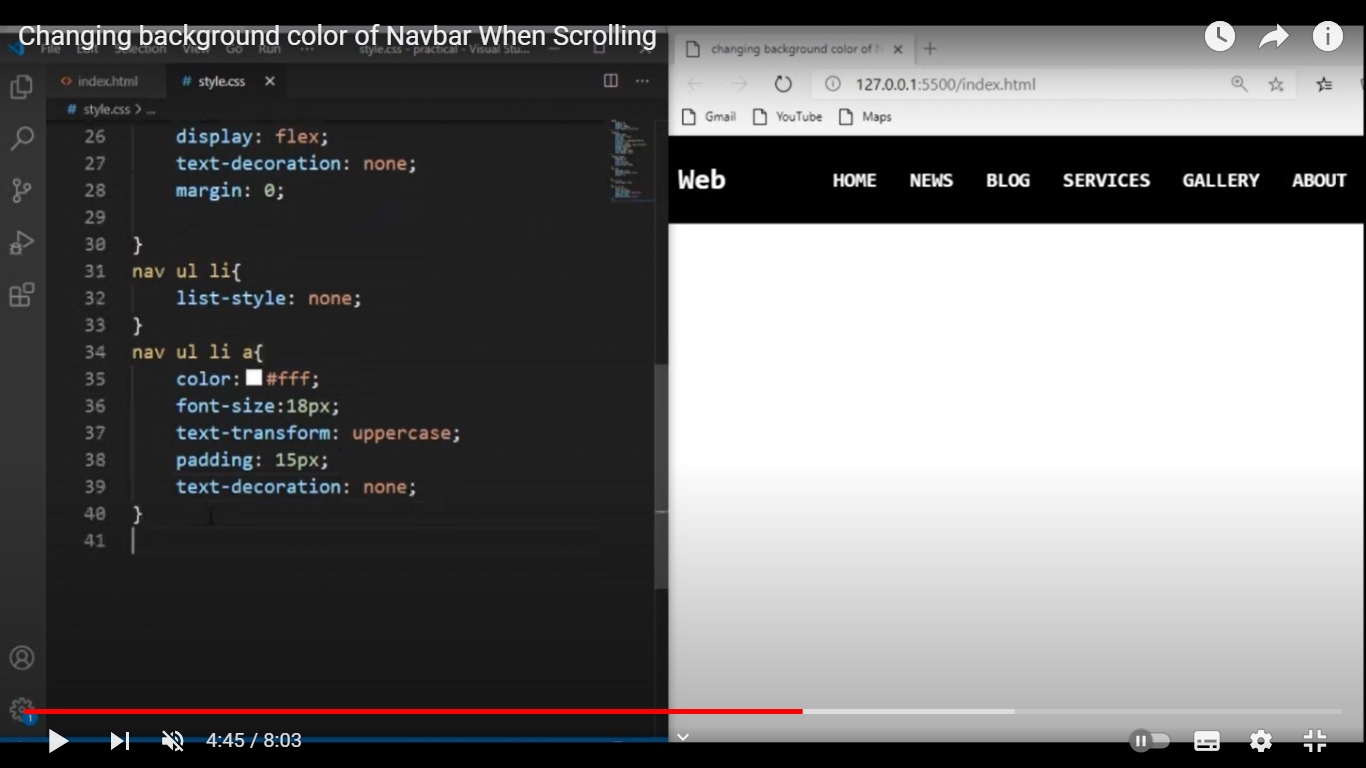 Changing background color of Navbar When Scrolling
File Edit Selection View Go Run ··· style.css - practical - Visual Stu...
index.html # style.css
# style.css > ...
26 display: flex;
27 text-decoration: none;
28 margin: 0;
29
30 }
31 nav ul li{
32 list-style: none;
33 }
34 nav ul li a{
35 color: #fff;
36 font-size:18px;
37 text-transform: uppercase;
38 padding: 15px;
39 text-decoration: none;
40 }
41
1
changing background color of
127.0.0.1:5500/index.html
Gmail YouTube Maps
Web HOME NEWS BLOG SERVICES GALLERY ABOUT
4:45 / 8:03